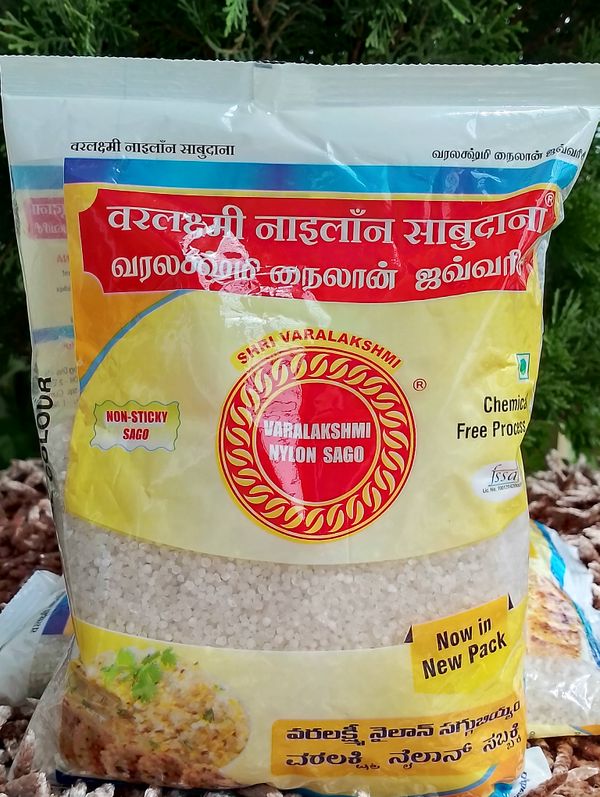 वरलक्ष्मी नाइलॉन साबुदाना
வரலக்ஷ்மி நைலான் ஜவ்வரி
वरलक्ष्मी नाइलॉन साबुदाना®
வரலக்ஷ்மி நைலான் ஜவ்வரி
SHRI VARALAKSHMI
®
VARALAKSHMI
NYLON SAGO
NON-STICKY
SAGO
Chemical
Free Process
fssai
Now in
New Pack
వరలక్ష్మీ నైలాన్ సగ్గుబియ్యం
ವರಲಕ್ಷ್ಮಿ ನೈಲಾನ್ ಸಬ್ಬಕ್ಕಿ
COLOUR